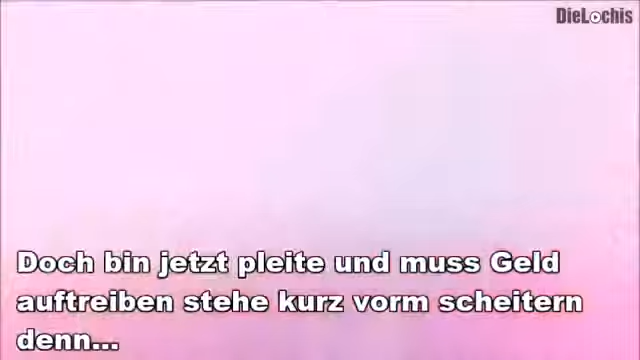 DieLochis
Doch bin jetzt pleite und muss Geld
auftreiben stehe kurz vorm scheitern
denn...